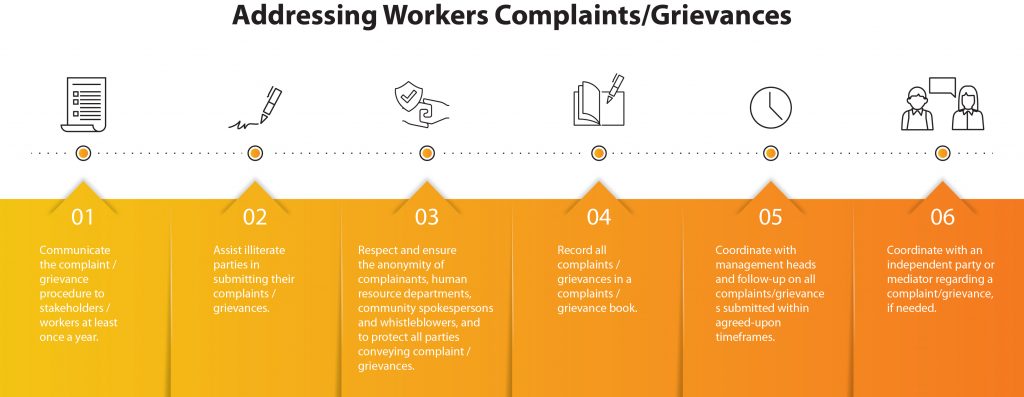 Addressing Workers Complaints/Grievances
01
Communicate
the complaint /
grievance
procedure to
stakeholders /
workers at least
once a year.
02
Assist illiterate
parties in
submitting their
complaints /
grievances.
03
Respect and ensure
the anonymity of
complainants, human
resource departments,
community spokespersons
and whistleblowers, and
to protect all parties
conveying complaint /
grievances.
04
Record all
complaints /
grievances in a
complaints /
grievance book.
05
Coordinate with
management heads
and follow-up on all
complaints/grievance
s submitted within
agreed-upon
timeframes.
06
Coordinate with an
independent party or
mediator regarding a
complaint/grievance,
if needed.